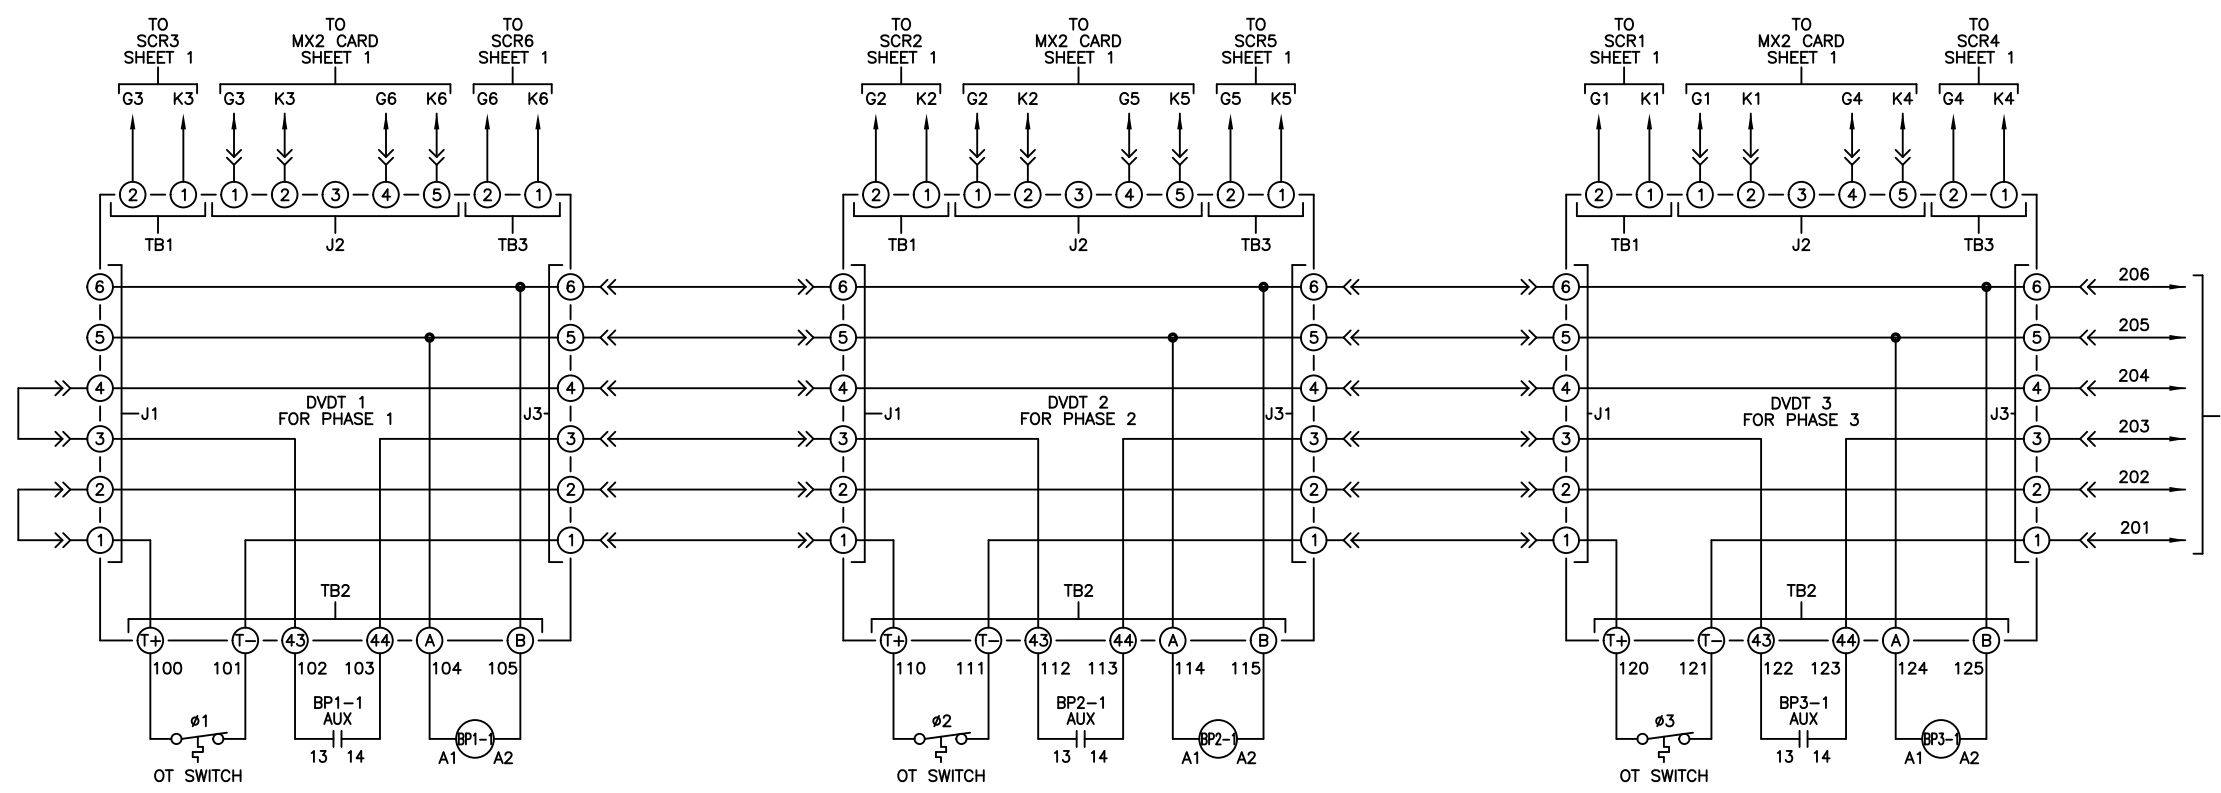 TO
SCR3
SHEET 1
TO
MX2 CARD
SHEET 1
TO
SCR6
SHEET 1
TO
SCR2
SHEET 1
TO
MX2 CARD
SHEET 1
TO
SCR5
SHEET 1
TO
SCR1
SHEET 1
TO
MX2 CARD
SHEET 1
TO
SCR4
SHEET 1
G3 K3 G3 K3 G6 K6 G6 K6
G2 K2 G2 K2 G5 K5 G5 K5
G1 K1 G1 K1 G4 K4 G4 K4
2 1 1 2 3 4 5 2 1
2 1 1 2 3 4 5 2 1
2 1 1 2 3 4 5 2 1
TB1 J2 TB3
TB1 J2 TB3
TB1 J2 TB3
6 6 6 6 6 6 206
5 5 5 5 5 5 205
4 4 4 4 4 4 204
J1
DVDT 1
FOR PHASE 1
J3
J1
DVDT 2
FOR PHASE 2
J3
J1
DVDT 3
FOR PHASE 3
J3
3 3 3 3 3 3 203
2 2 2 2 2 2 202
1 1 1 1 1 1 201
TB2
TB2
TB2
T+ T- 43 44 A B
T+ T- 43 44 A B
T+ T- 43 44 A B
100 101 102 103 104 105
110 111 112 113 114 115
120 121 122 123 124 125
ø1
OT SWITCH
BP1-1
AUX
13 14
BP1-1
A1 A2
ø2
OT SWITCH
BP2-1
AUX
13 14
BP2-1
A1 A2
ø3
OT SWITCH
BP3-1
AUX
13 14
BP3-1
A1 A2